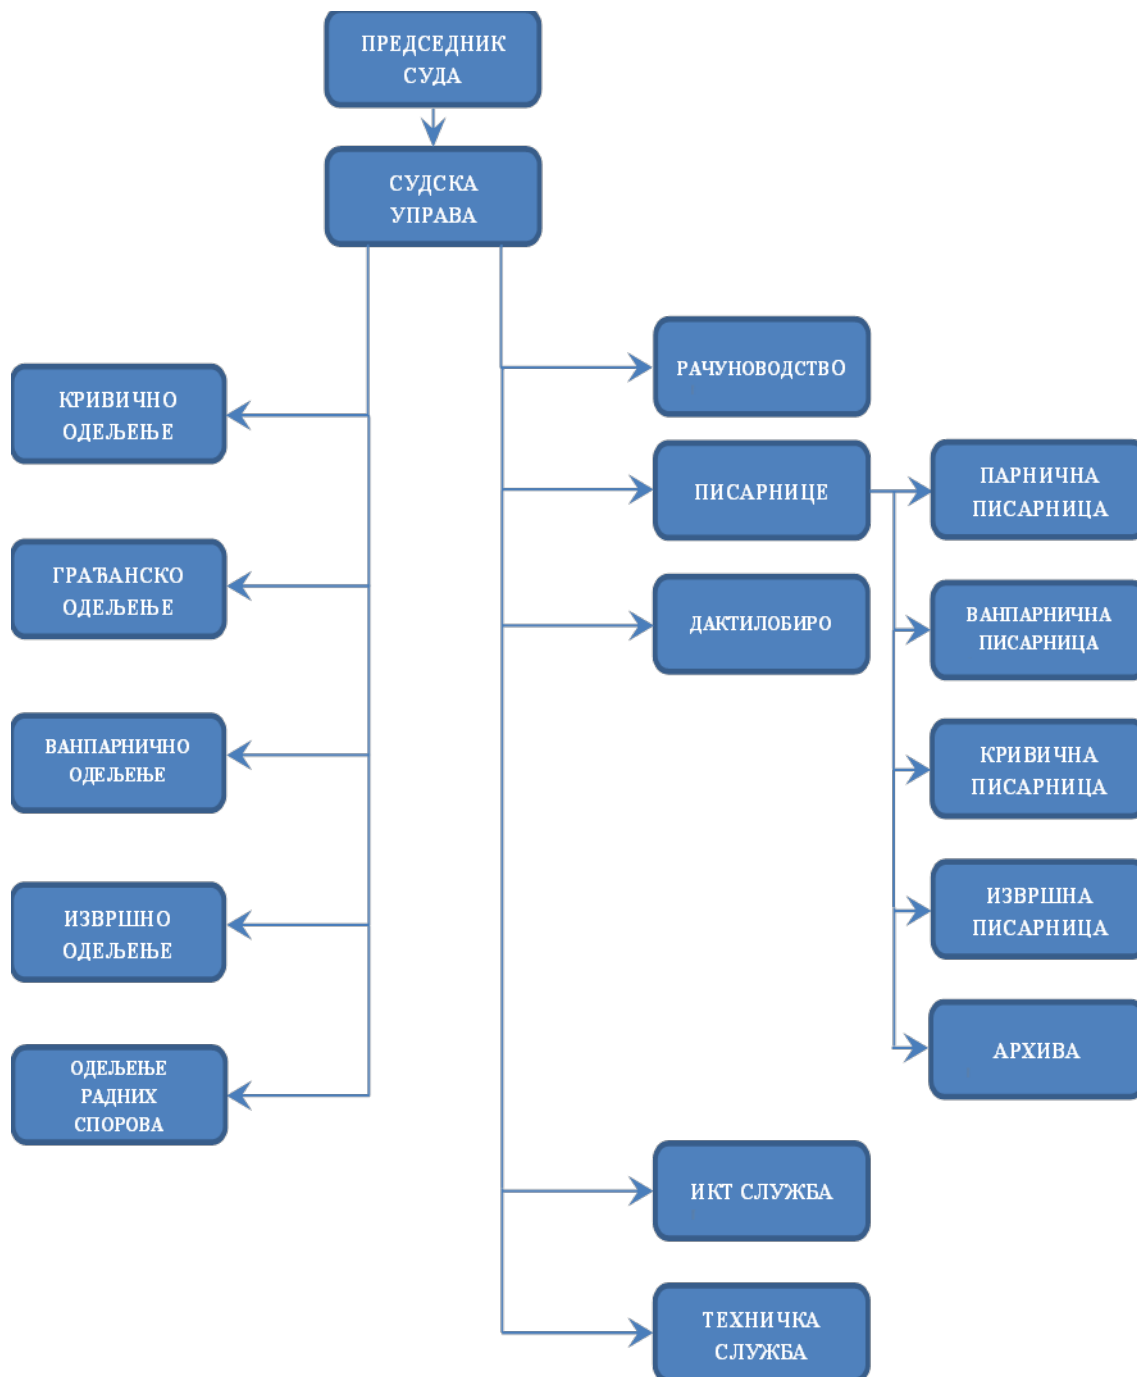 ПРЕДСЕДНИК
СУДА
СУДСКА
УПРАВА
КРИВИЧНО
ОДЕЉЕЊЕ
ГРАЂАНСКО
ОДЕЉЕЊЕ
ВАНПАРНИЧНО
ОДЕЉЕЊЕ
ИЗВРШНО
ОДЕЉЕЊЕ
ОДЕЉЕЊЕ
РАДНИХ
СПОРОВА
РАЧУНОВОДСТВО
ПИСАРНИЦЕ
ДАКТИЛОБИРО
ИКТ СЛУЖБА
ТЕХНИЧКА
СЛУЖБА
ПАРНИЧНА
ПИСАРНИЦА
ВАНПАРНИЧНА
ПИСАРНИЦА
КРИВИЧНА
ПИСАРНИЦА
ИЗВРШНА
ПИСАРНИЦА
АРХИВА